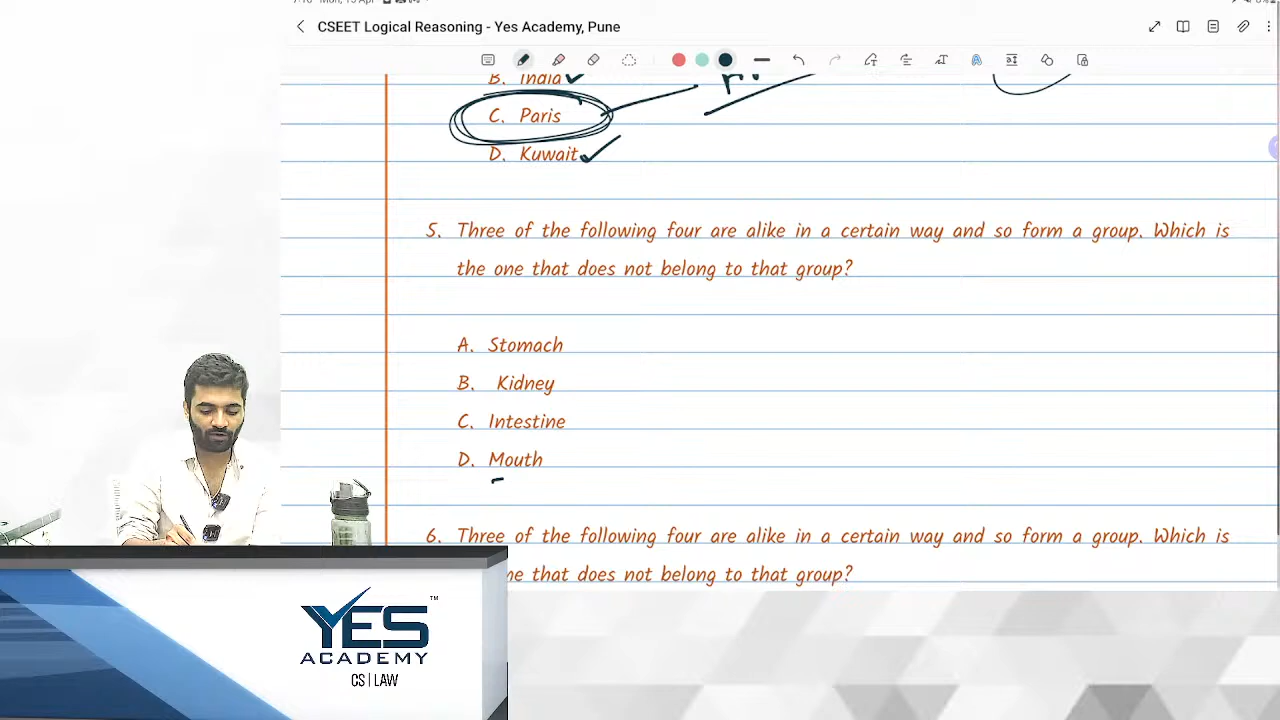 CSEET Logical Reasoning - Yes Academy, Pune
B. India
C. Paris
D. Kuwait
5. Three of the following four are alike in a certain way and so form a group. Which is
the one that does not belong to that group?
A. Stomach
B. Kidney
C. Intestine
D. Mouth
6. Three of the following four are alike in a certain way and so form a group. Which is
one that does not belong to that group?
YES™
ACADEMY
CS | LAW